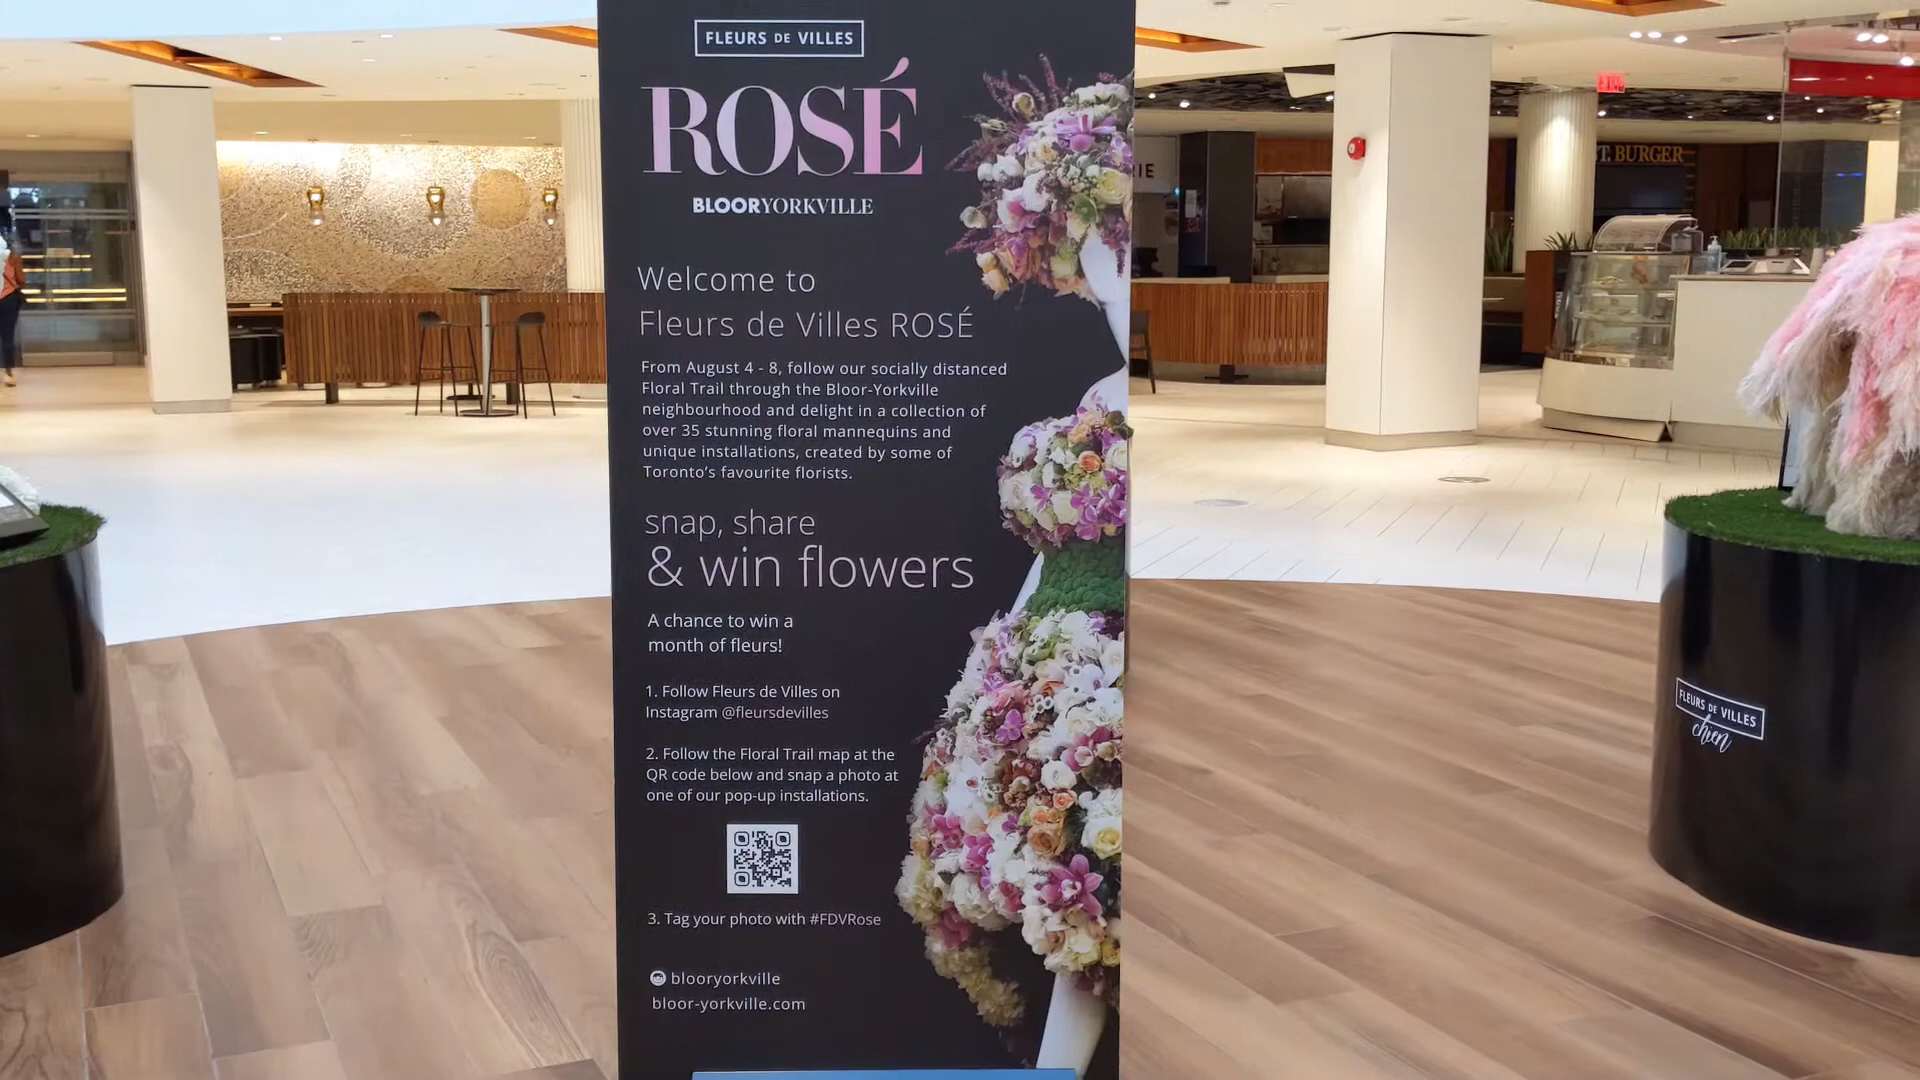 FLEURS DE VILLES
ROSÉ
BLOORYORKVILLE
Welcome to
Fleurs de Villes ROSÉ
From August 4 - 8, follow our socially distanced
Floral Trail through the Bloor-Yorkville
neighbourhood and delight in a collection of
over 35 stunning floral mannequins and
unique installations, created by some of
Toronto's favourite florists.
snap, share
& win flowers
A chance to win a
month of fleurs!
1. Follow Fleurs de Villes on
Instagram @fleursdevilles
2. Follow the Floral Trail map at the
QR code below and snap a photo at
one of our pop-up installations.
3. Tag your photo with #FDVRose
blooryorkville
bloor-yorkville.com
BURGER
FLEURS DE VILLES
chien